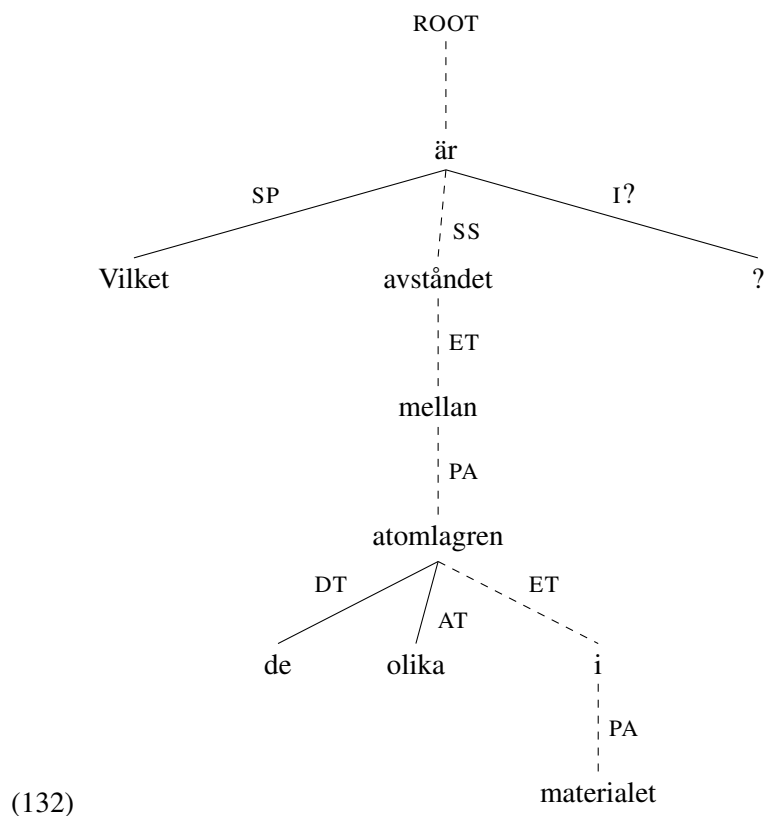 ROOT
är
SP
I?
SS
Vilket
avståndet
?
ET
mellan
PA
atomlagren
DT
ET
AT
de
olika
i
PA
materialet
(132)